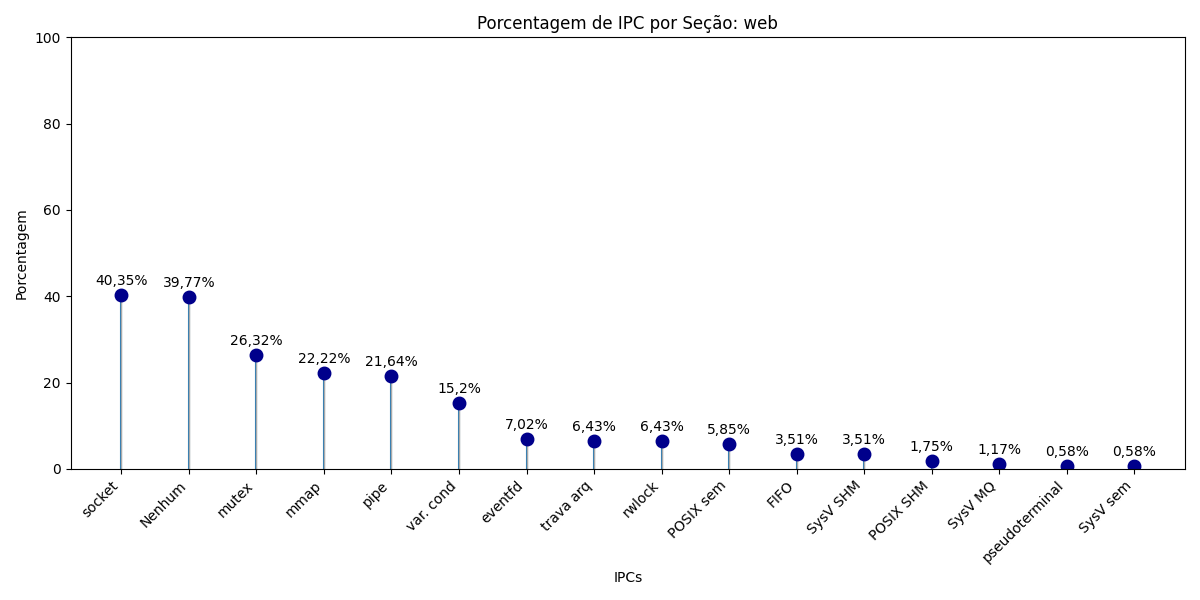 Porcentagem de IPC por Seção: web
100
80
60
40
20
0
Porcentagem
40,35%
39,77%
26,32%
22,22%
21,64%
15,2%
7,02%
6,43%
6,43%
5,85%
3,51%
3,51%
1,75%
1,17%
0,58%
0,58%
socket
Nenhum
mutex
mmap
pipe
var. cond
eventfd
trava arq
rwlock
POSIX sem
FIFO
SysV SHM
POSIX SHM
SysV MQ
pseudoterminal
SysV sem
IPCs